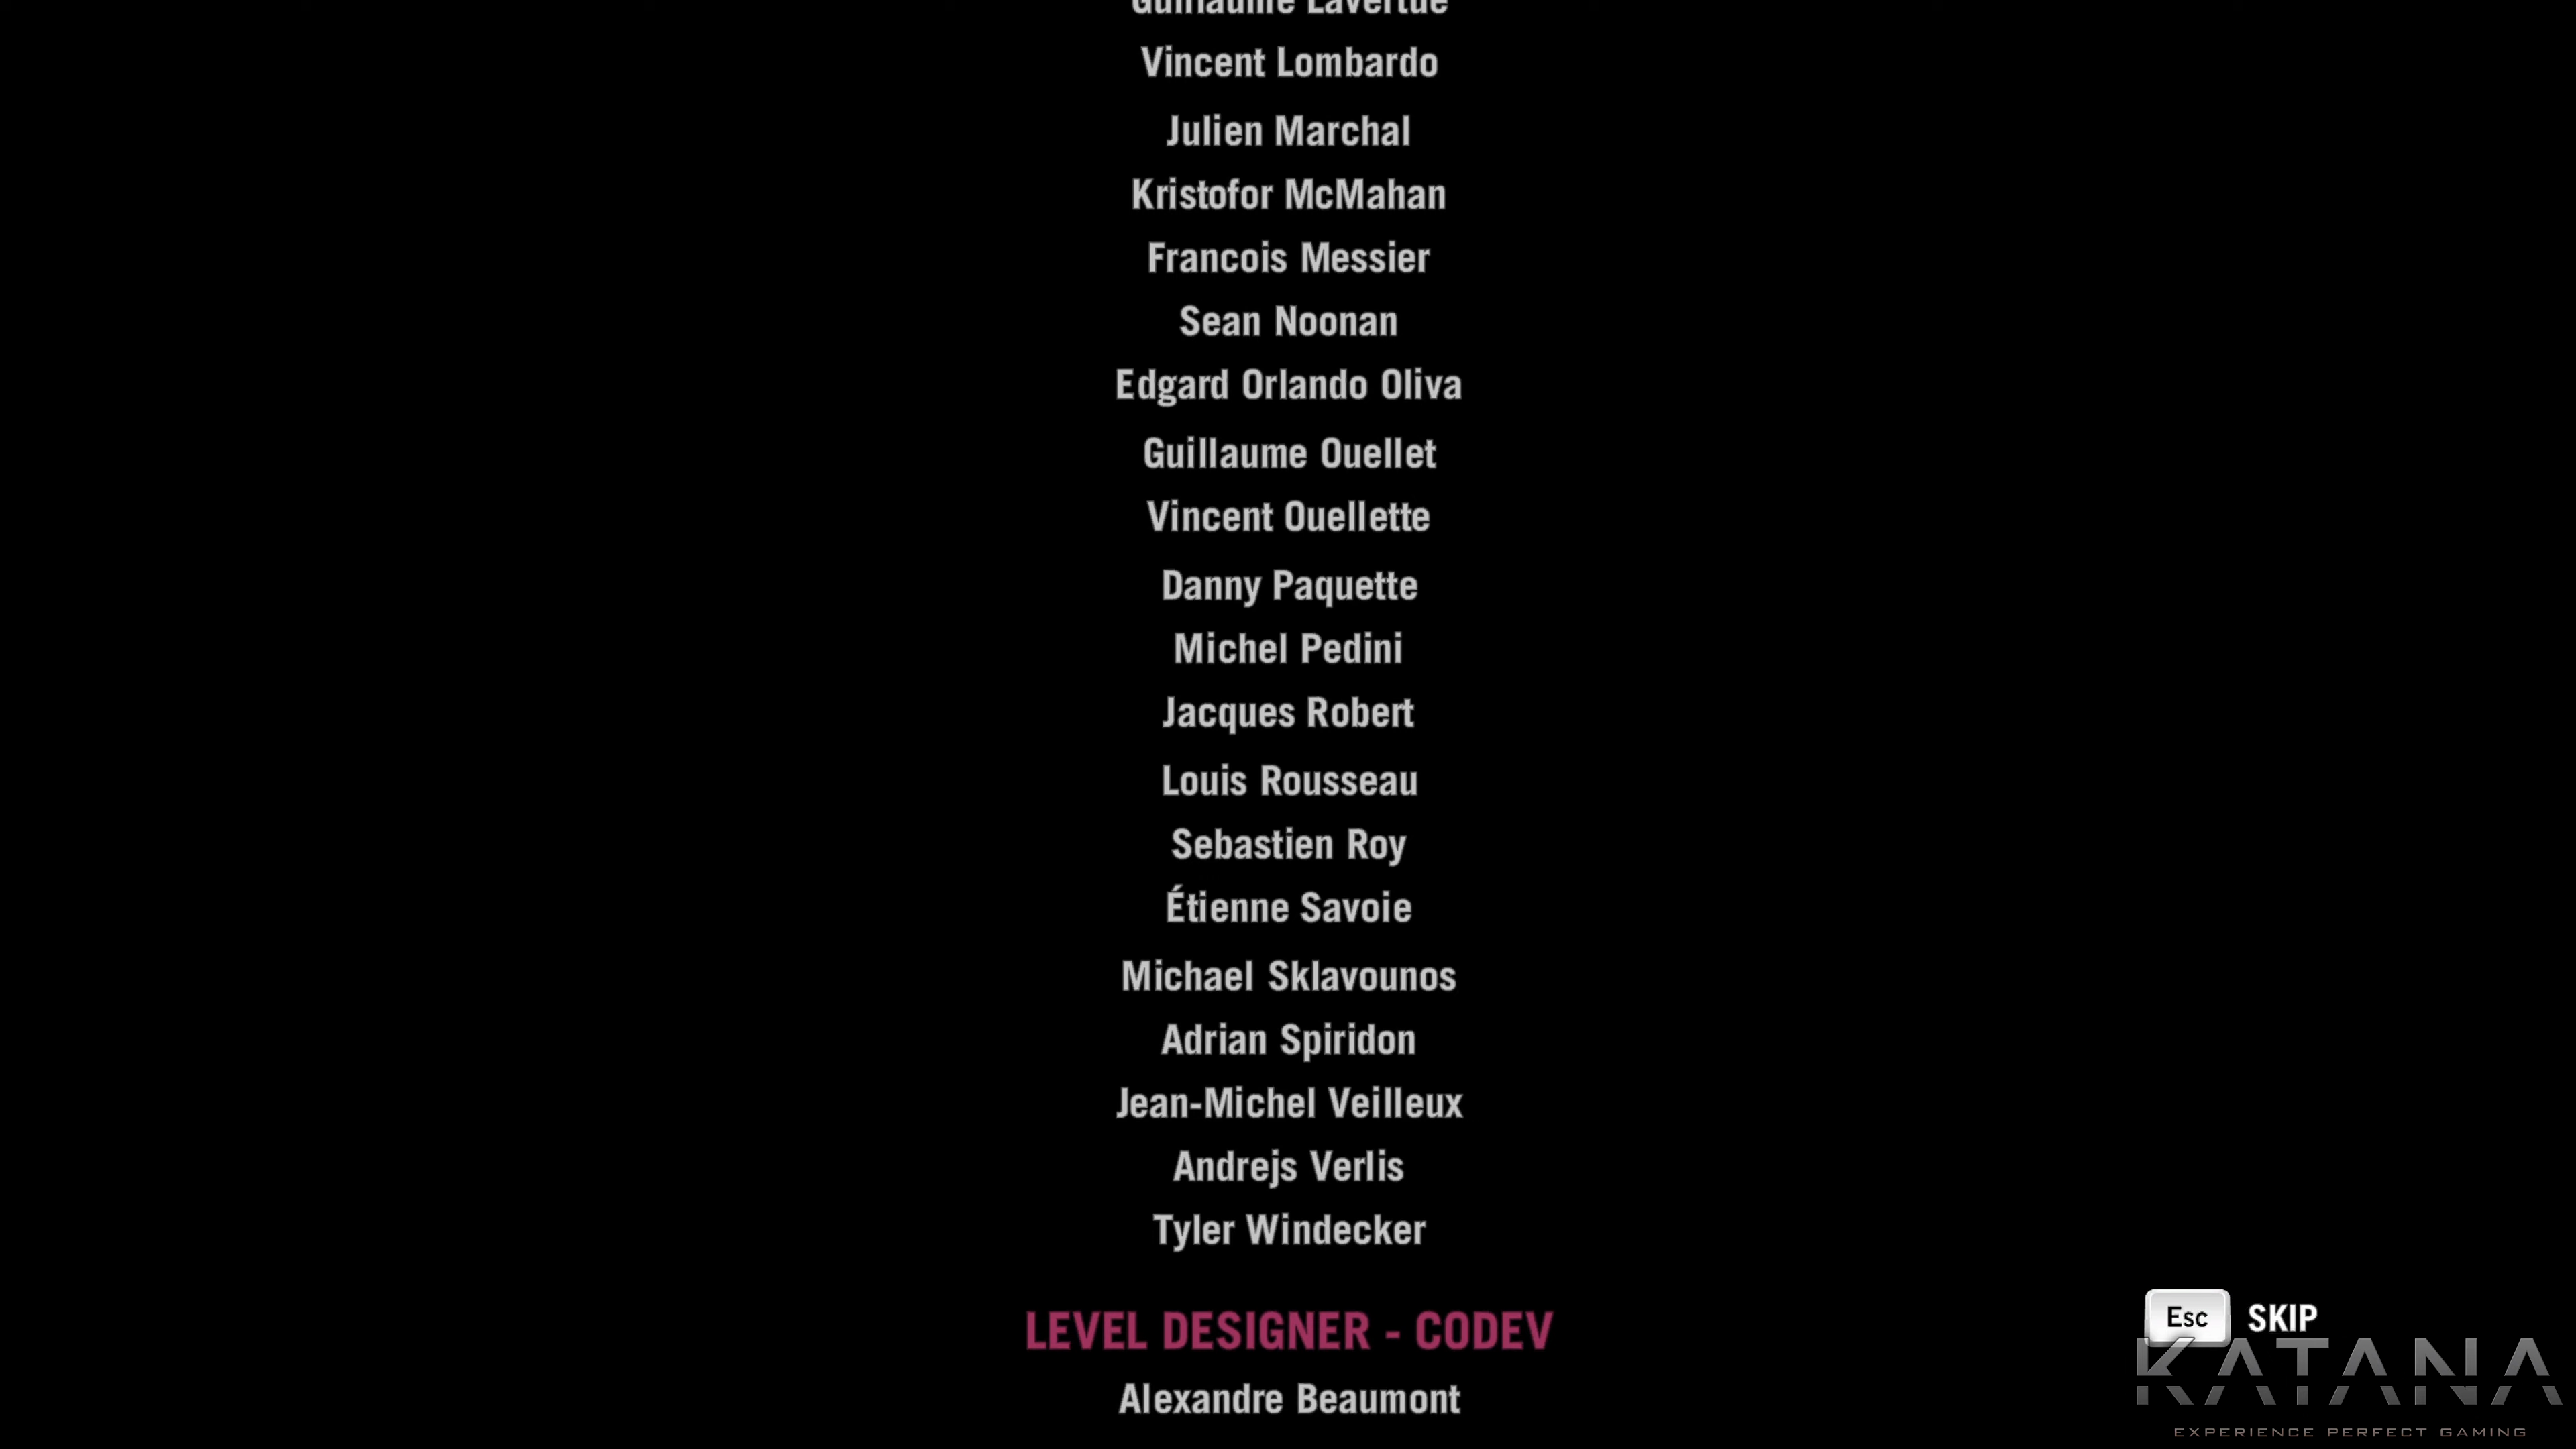 Guillaume Lavertue
Vincent Lombardo
Julien Marchal
Kristofor McMahan
Francois Messier
Sean Noonan
Edgard Orlando Oliva
Guillaume Ouellet
Vincent Ouellette
Danny Paquette
Michel Pedini
Jacques Robert
Louis Rousseau
Sebastien Roy
Étienne Savoie
Michael Sklavounos
Adrian Spiridon
Jean-Michel Veilleux
Andrejs Verlis
Tyler Windecker
LEVEL DESIGNER - CODEV
Alexandre Beaumont
Esc SKIP
KATANA
EXPERIENCE PERFECT GAMING